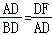 AD/BD = DF/AD